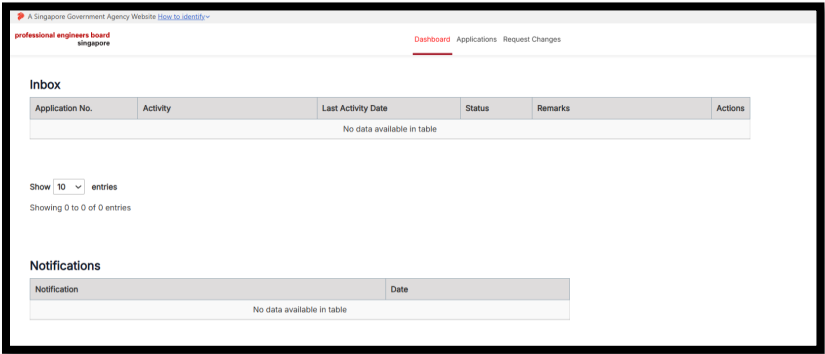 A Singapore Government Agency Website How to identify
professional engineers board
singapore
Dashboard Applications Request Changes
Inbox
Application No. Activity Last Activity Date Status Remarks Actions
No data available in table
Show 10 entries
Showing 0 to 0 of 0 entries
Notifications
Notification Date
No data available in table